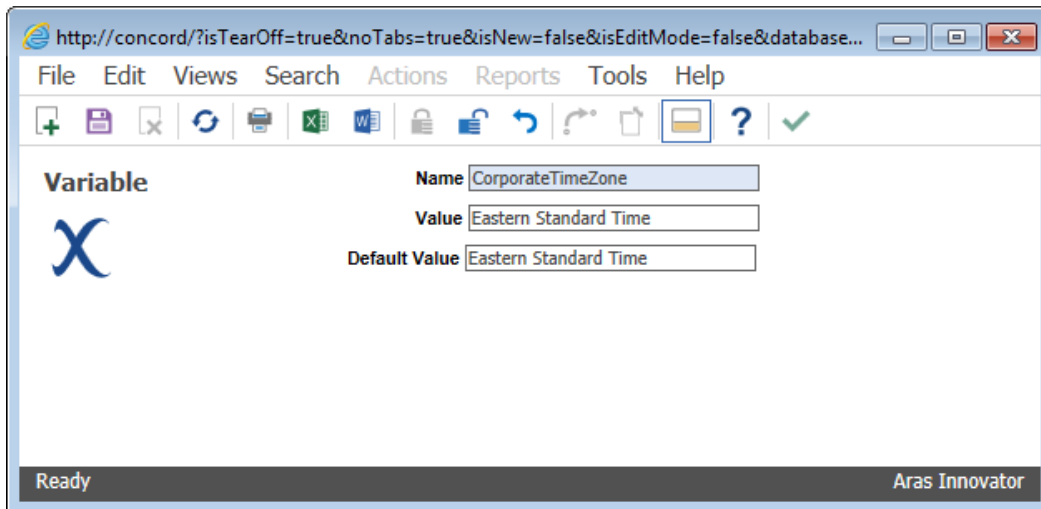 http://concord/?isTearOff=true&noTabs=true&isNew=false&isEditMode=false&database...
File Edit Views Search Actions Reports Tools Help
Variable
Name CorporateTimeZone
Value Eastern Standard Time
Default Value Eastern Standard Time
Ready Aras Innovator